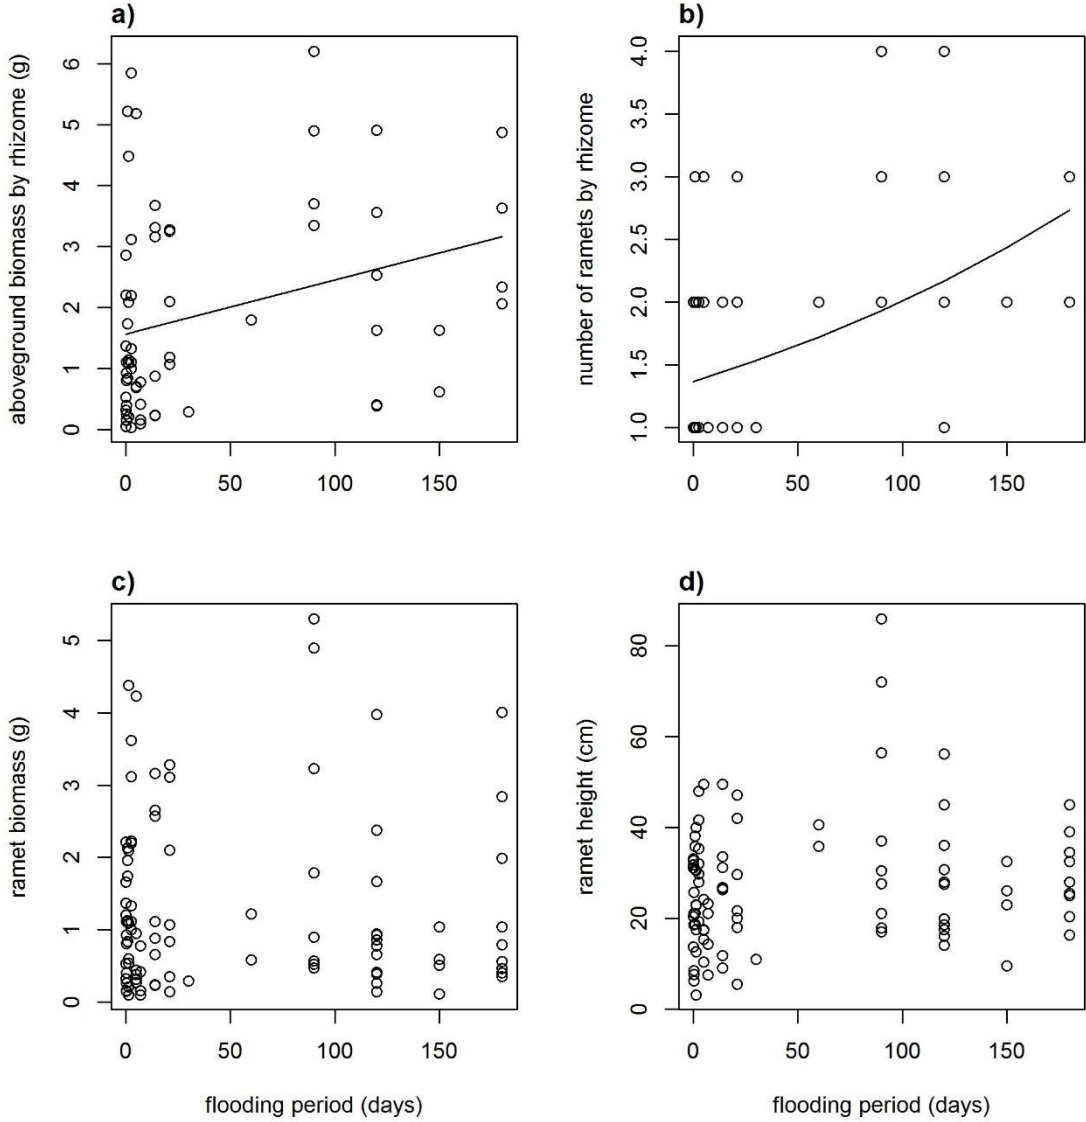 a)
aboveground biomass by rhizome (g)
6
5
4
3
2
1
0
0 50 100 150
b)
number of ramets by rhizome
4.0
3.5
3.0
2.5
2.0
1.5
1.0
0 50 100 150
c)
ramet biomass (g)
5
4
3
2
1
0
0 50 100 150
flooding period (days)
d)
ramet height (cm)
80
60
40
20
0
0 50 100 150
flooding period (days)